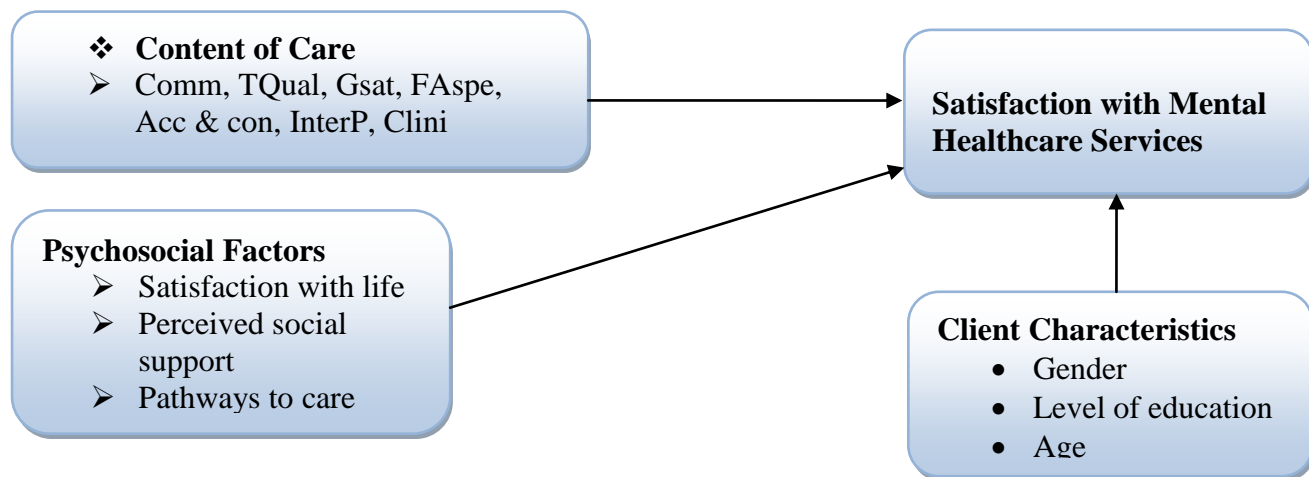 ❖ Content of Care
➢ Comm, TQual, Gsat, FAspe,
Acc & con, InterP, Clini
Satisfaction with Mental
Healthcare Services
Psychosocial Factors
➢ Satisfaction with life
➢ Perceived social
support
➢ Pathways to care
Client Characteristics
• Gender
• Level of education
• Age